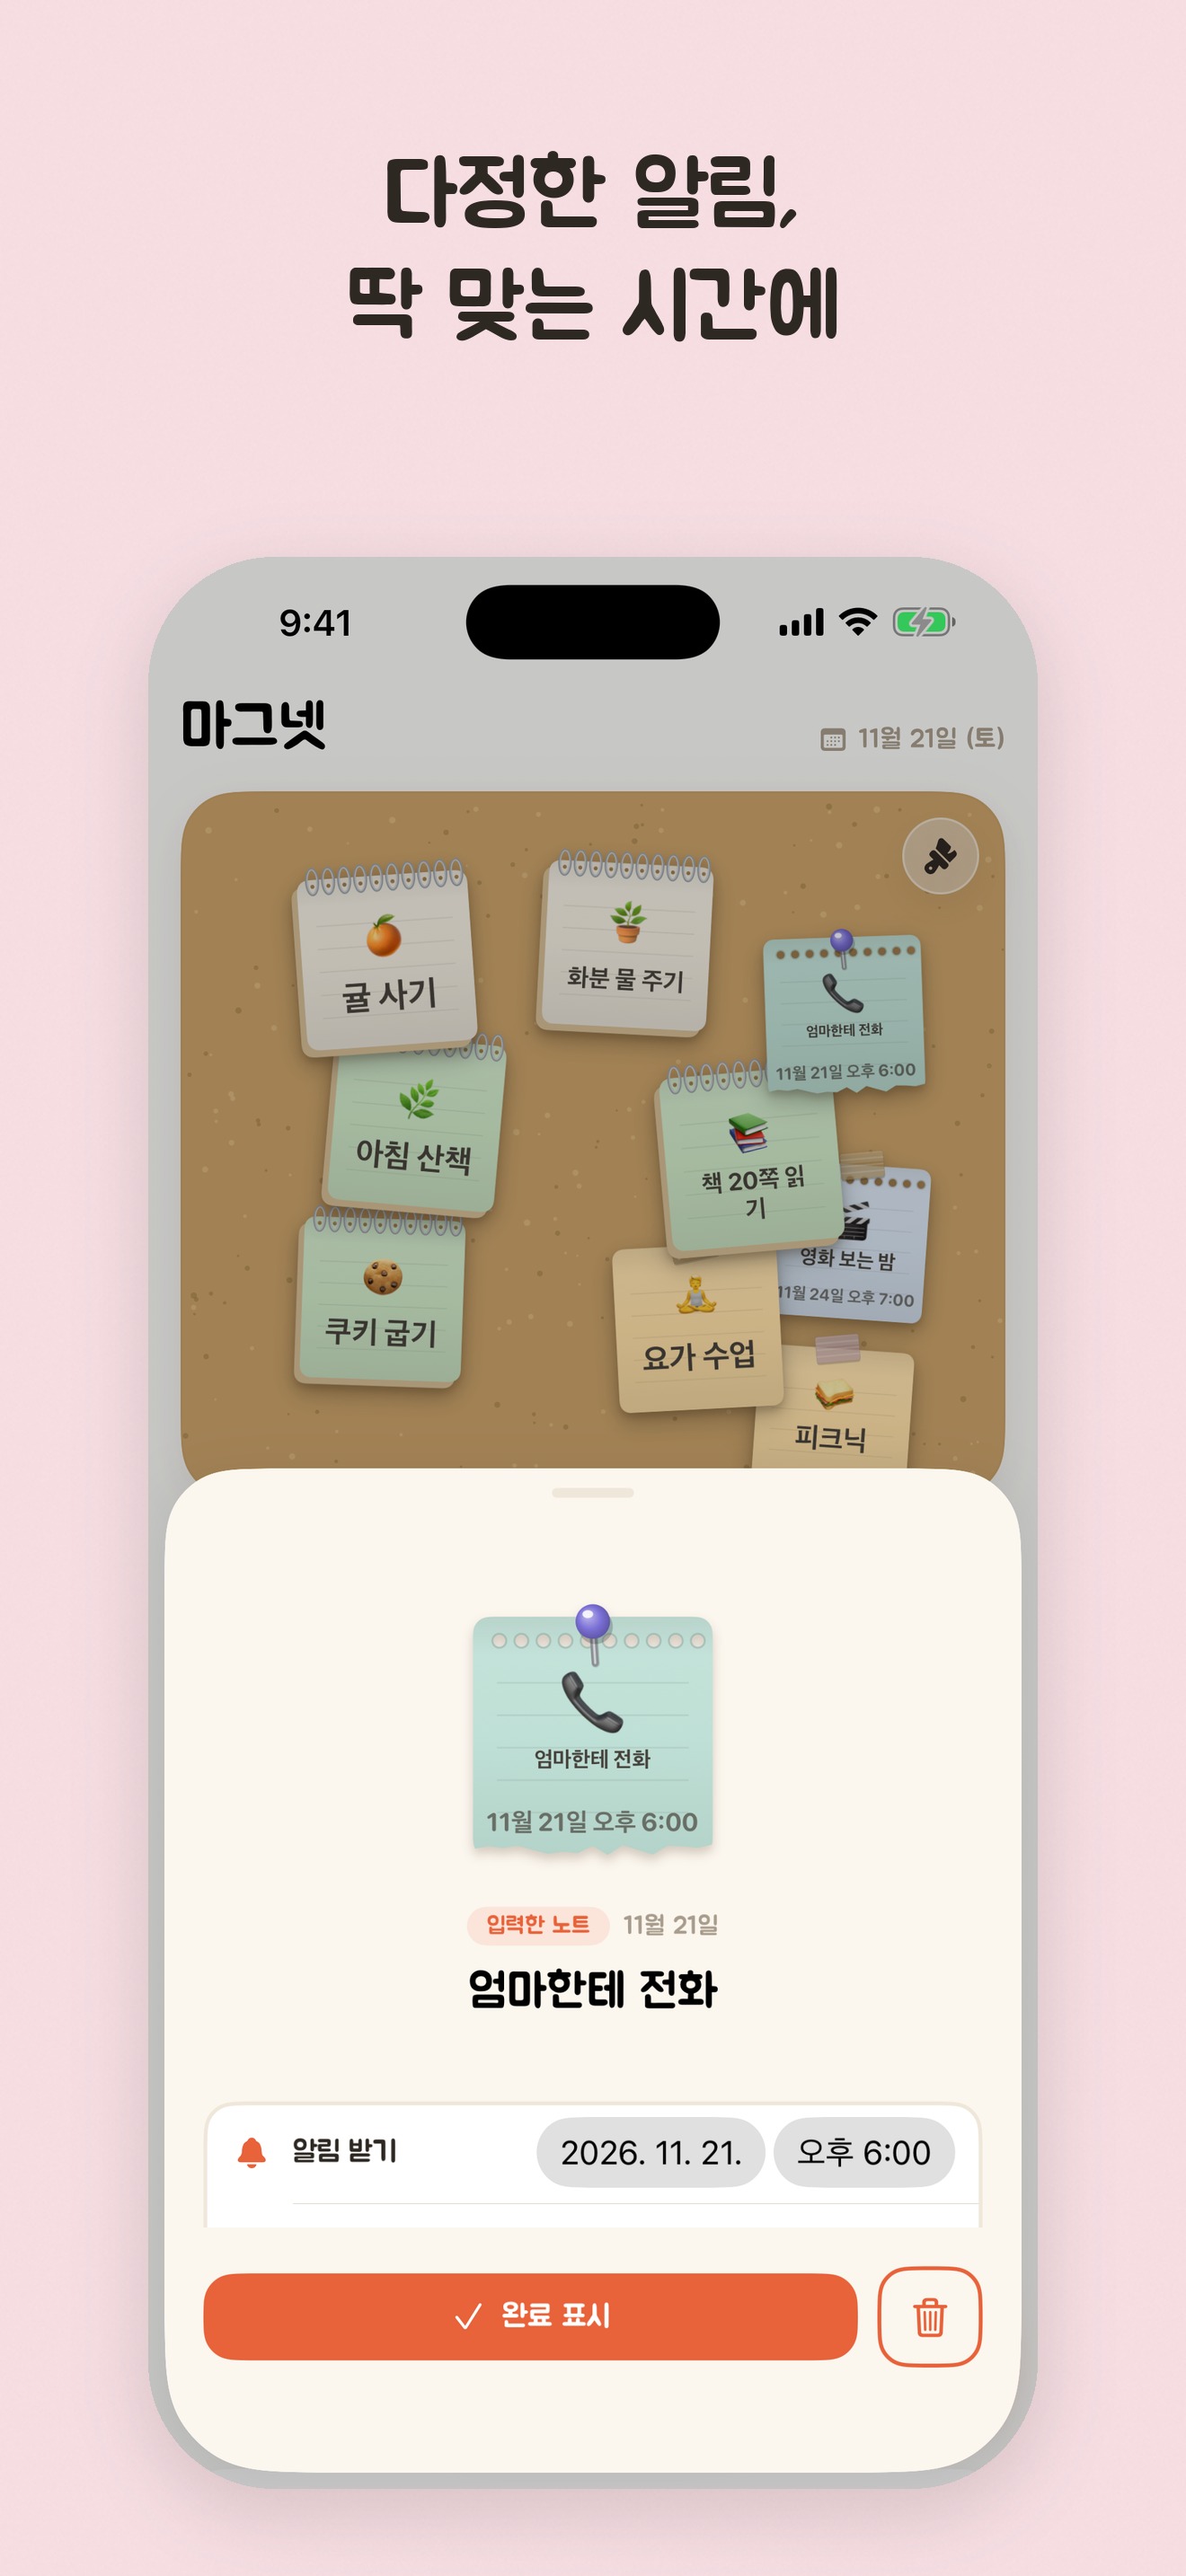 다정한 알림,
딱 맞는 시간에
9:41
마그넷
11월 21일 (토)
귤 사기
화분 물 주기
엄마한테 전화
11월 21일 오후 6:00
아침 산책
책 20쪽 읽
기
영화 보는 밤
11월 24일 오후 7:00
쿠키 굽기
요가 수업
피크닉
엄마한테 전화
11월 21일 오후 6:00
입력한 노트 11월 21일
엄마한테 전화
알림 받기 2026. 11. 21. 오후 6:00
완료 표시